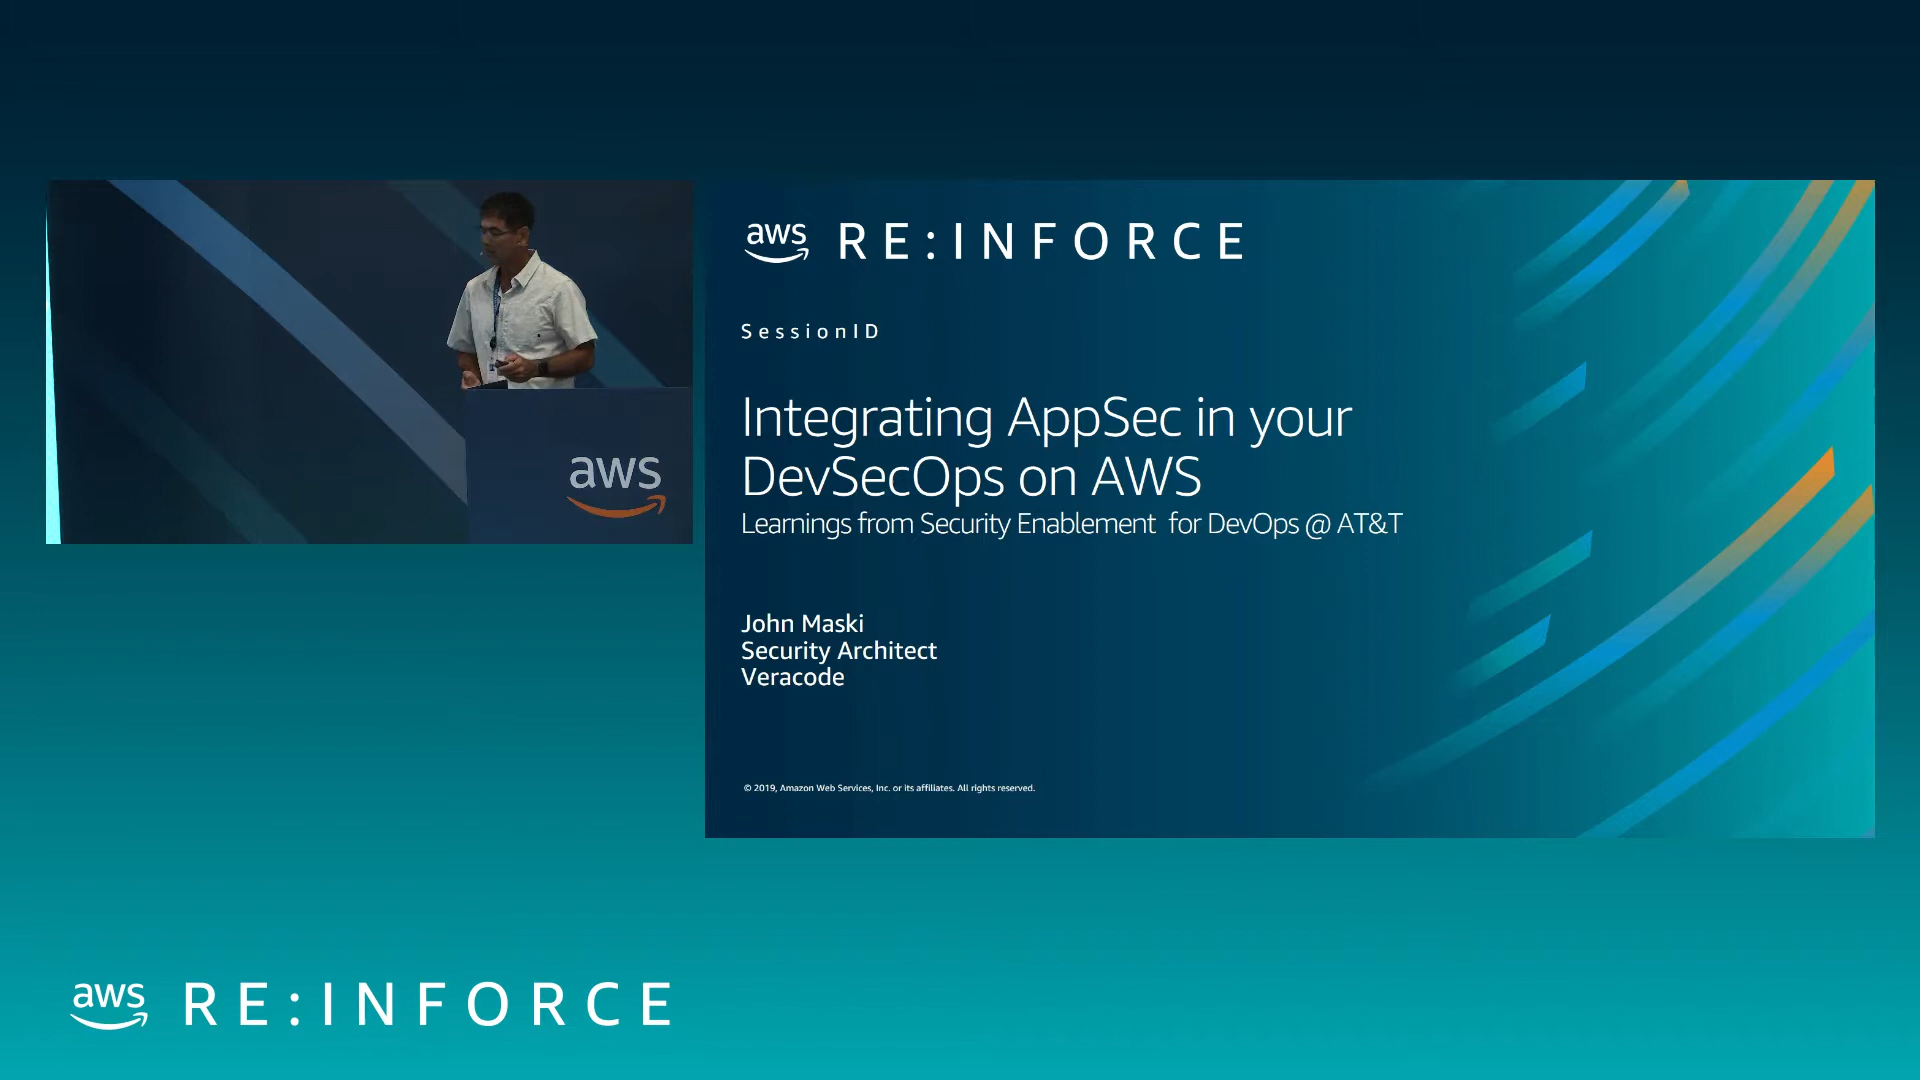 aws
aws RE:INFORCE
SessionID
Integrating AppSec in your
DevSecOps on AWS
Learnings from Security Enablement for DevOps @ AT&T
John Maski
Security Architect
Veracode
© 2019, Amazon Web Services, Inc. or its affiliates. All rights reserved.
aws RE:INFORCE